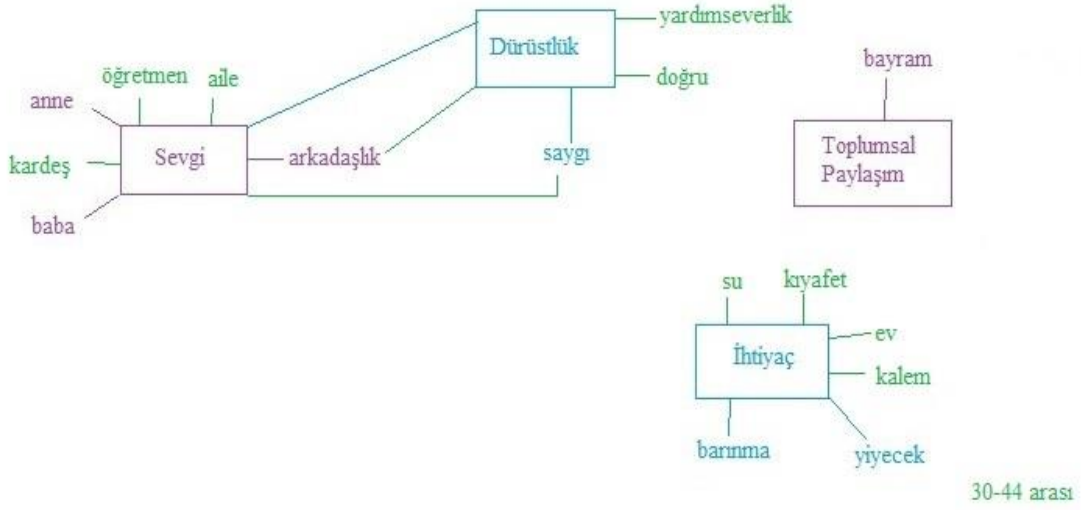 yardımseverlik
Dürüstlük
doğru
bayram
öğretmen
aile
anne
Sevgi
arkadaşlık
saygı
kardeş
baba
Toplumsal
Paylaşım
su
kıyafet
ev
İhtiyaç
kalem
barınma
yiyecek
30-44 arası